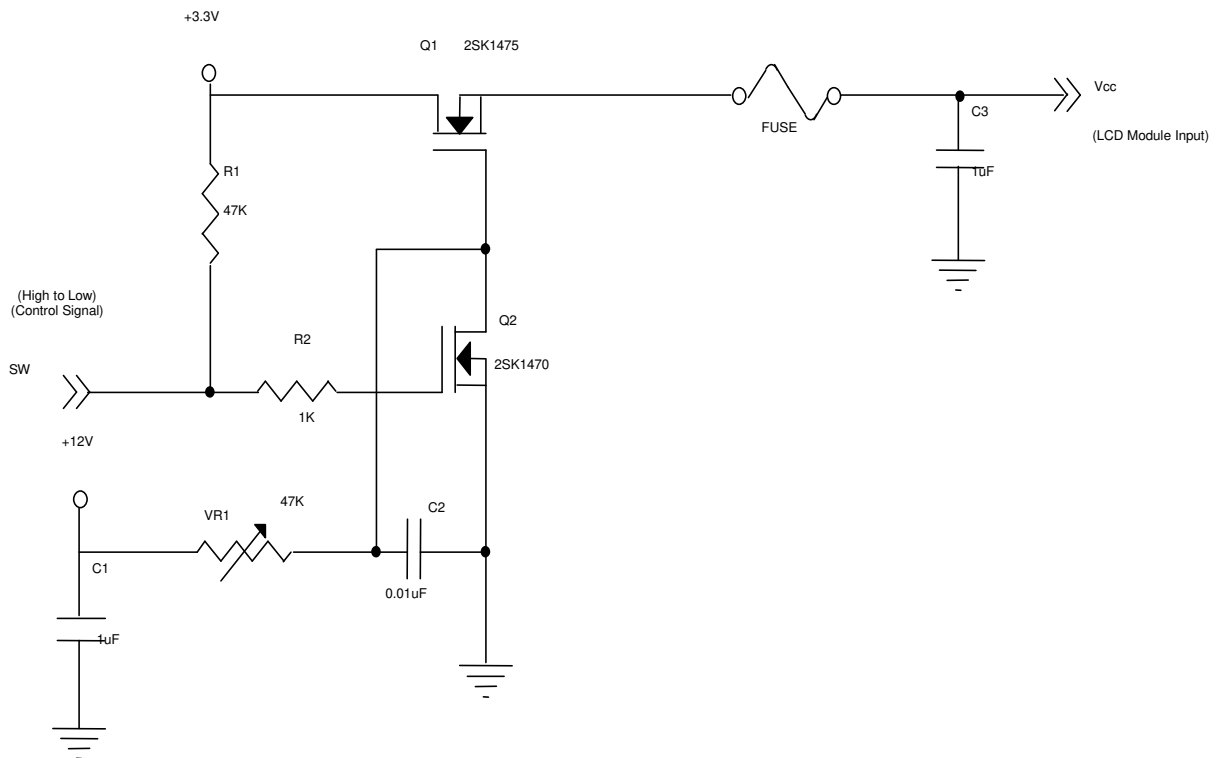 +3.3V
Q1 2SK1475
Vcc
C3
FUSE
(LCD Module Input)
R1
1uF
47K
(High to Low)
(Control Signal)
Q2
R2
2SK1470
SW
1K
+12V
47K
VR1
C2
C1
0.01uF
1uF